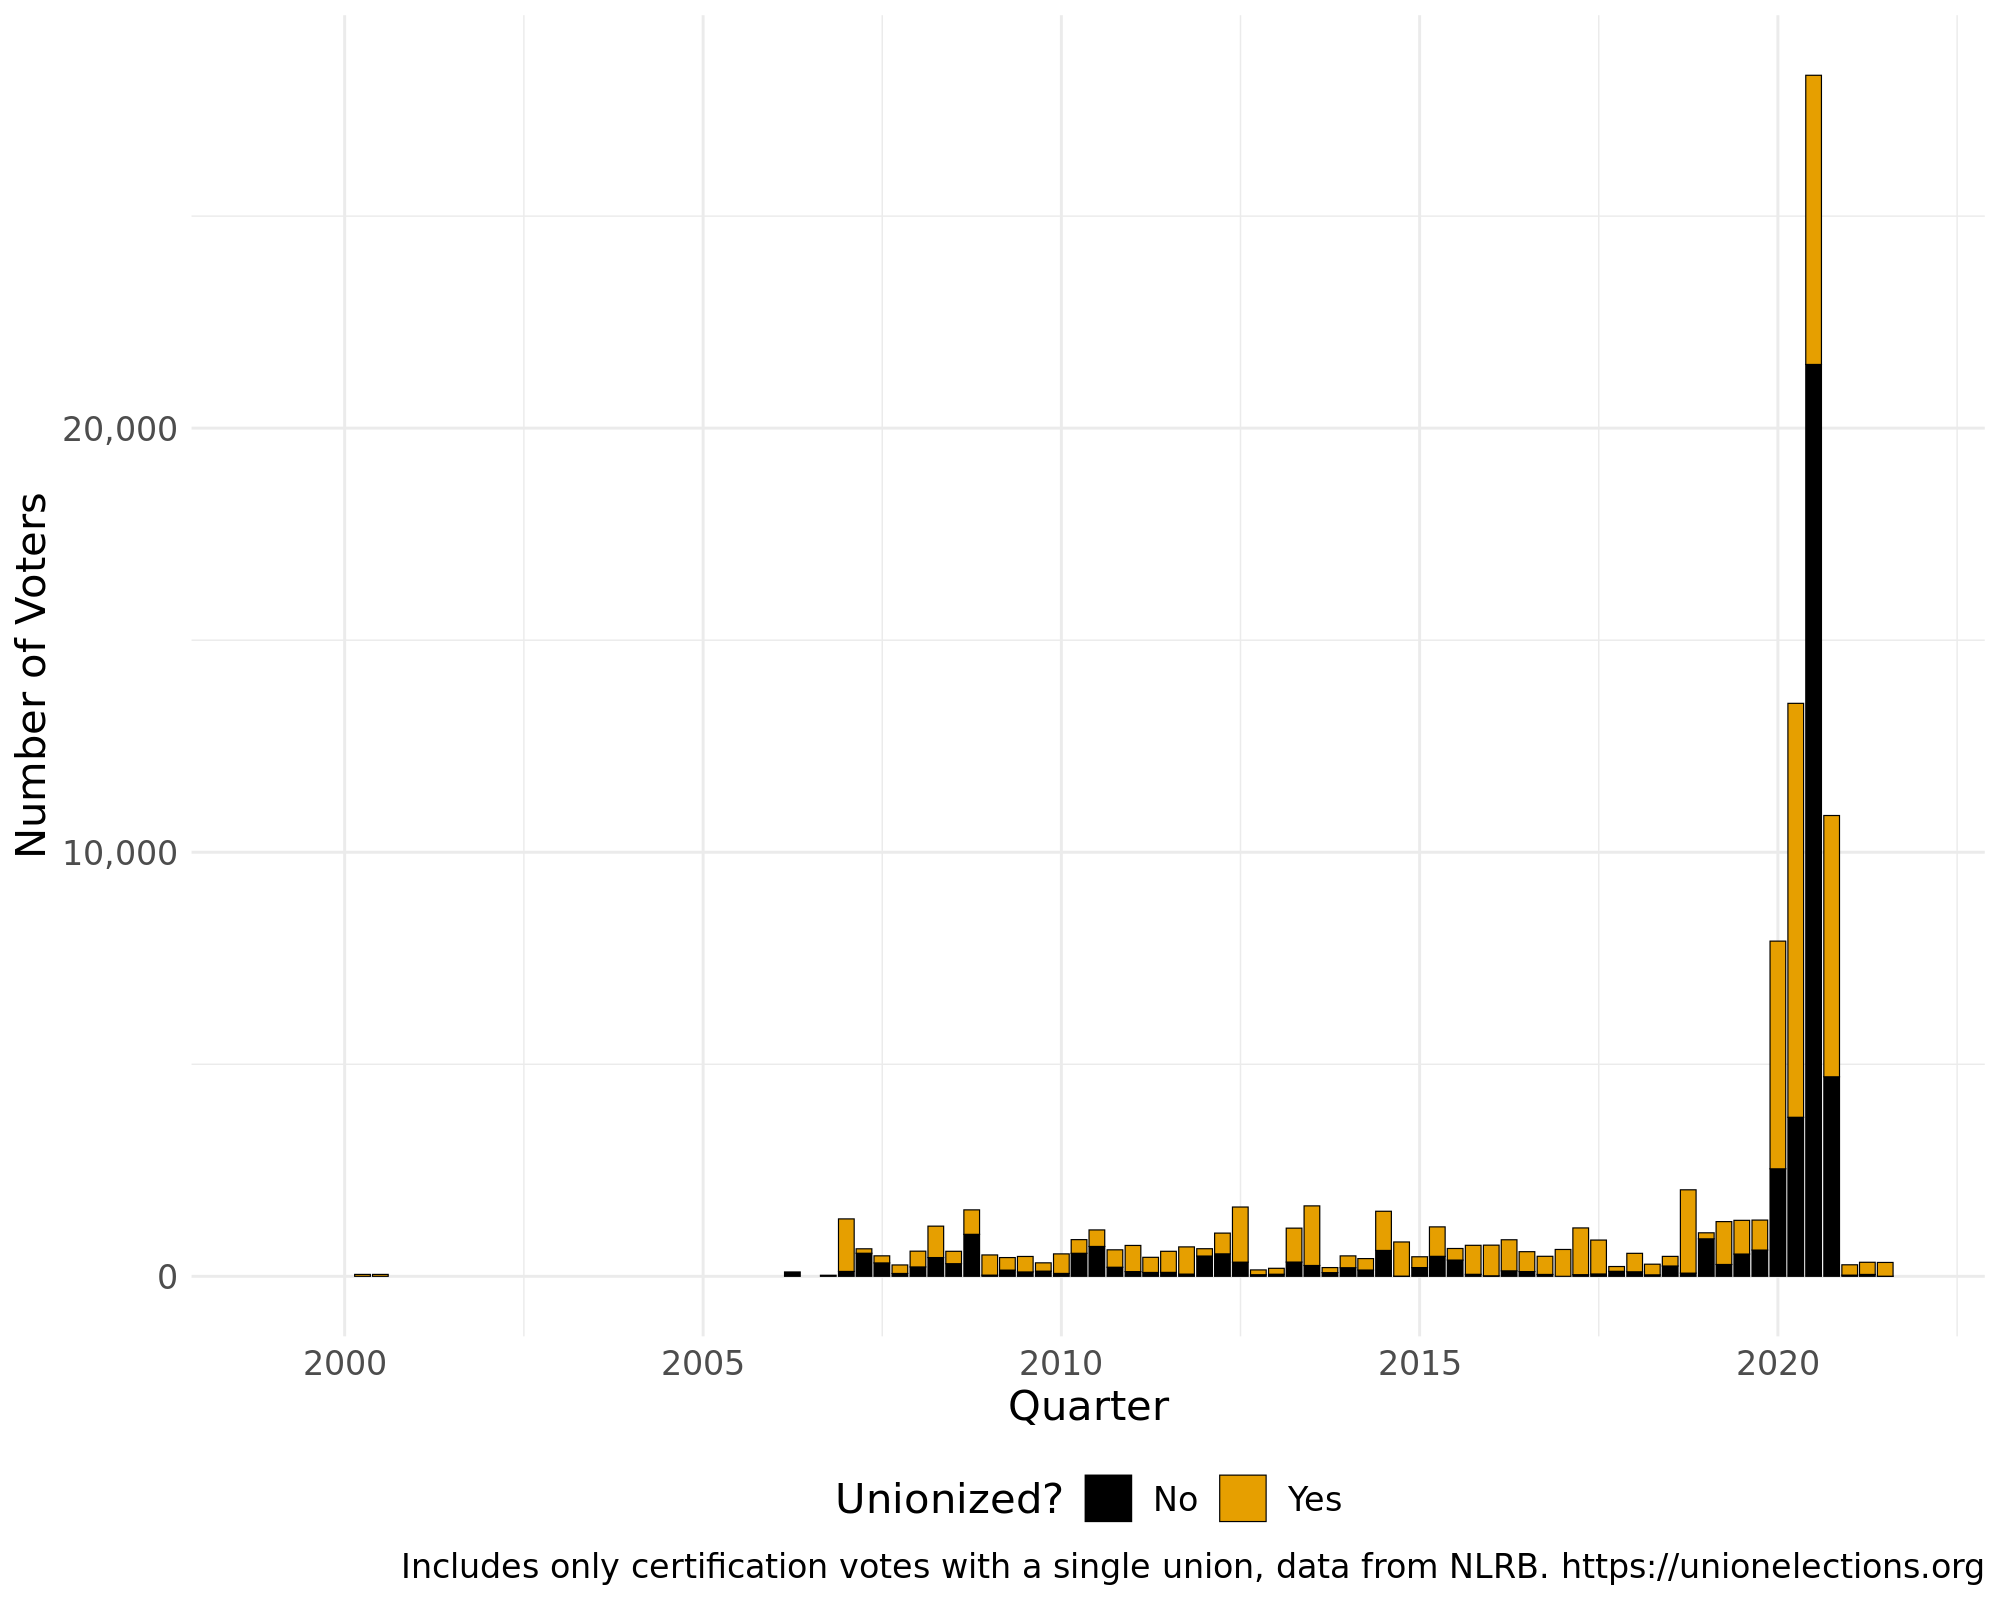 Number of Voters
20,000
10,000
0
2000 2005 2010 2015 2020
Quarter
Unionized? No Yes
Includes only certification votes with a single union, data from NLRB. https://unionelections.org